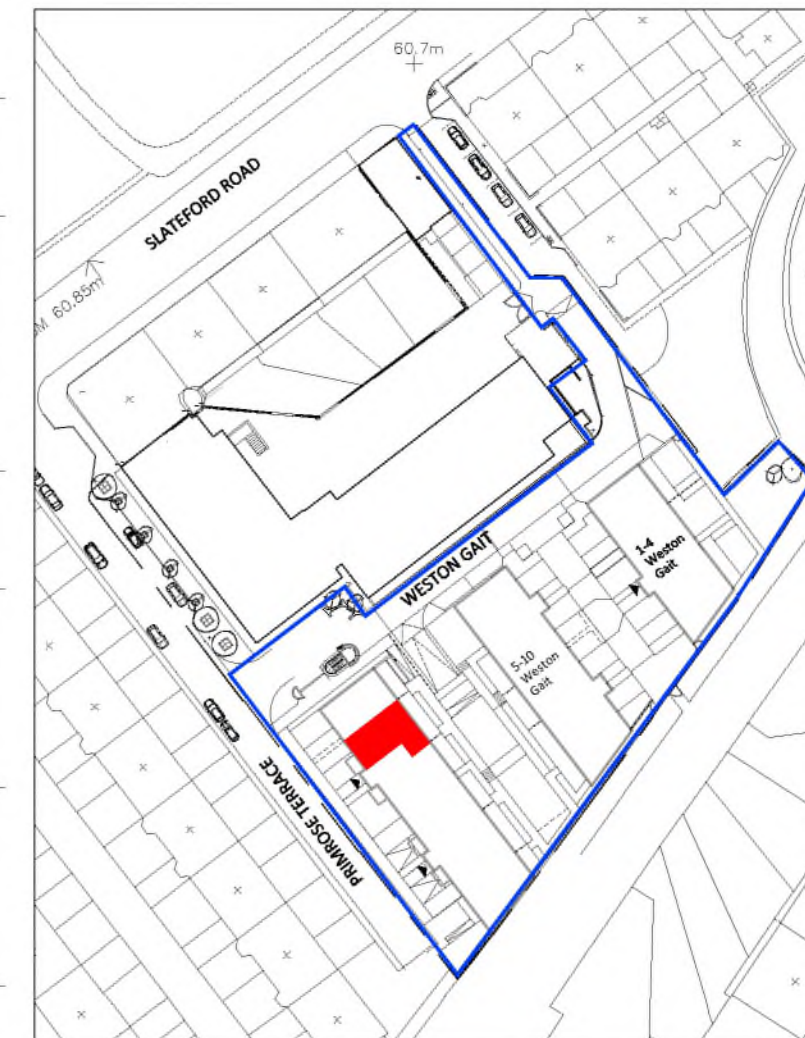 60.7m
SLATEFORD ROAD
60.85m
WESTON GAIT
1-4
Weston
Gait
5-10
Weston
Gait
PRIMROSE TERRACE